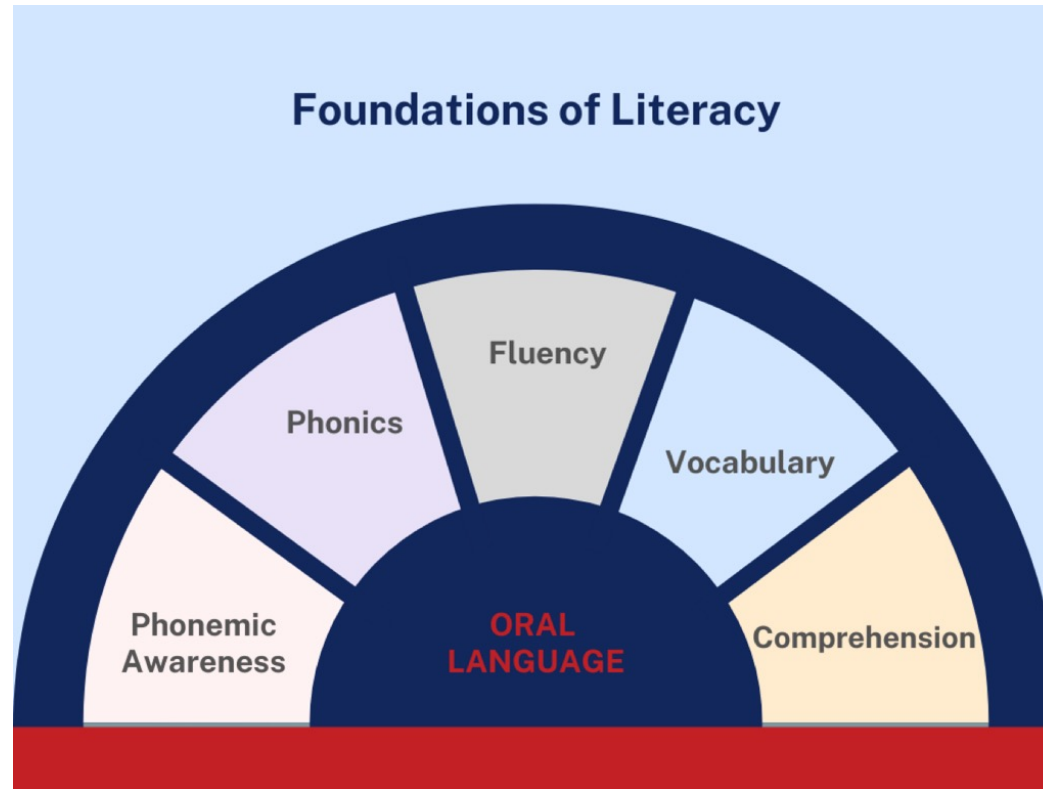 Foundations of Literacy
Phonemic
Awareness
Phonics
Fluency
Vocabulary
Comprehension
ORAL
LANGUAGE